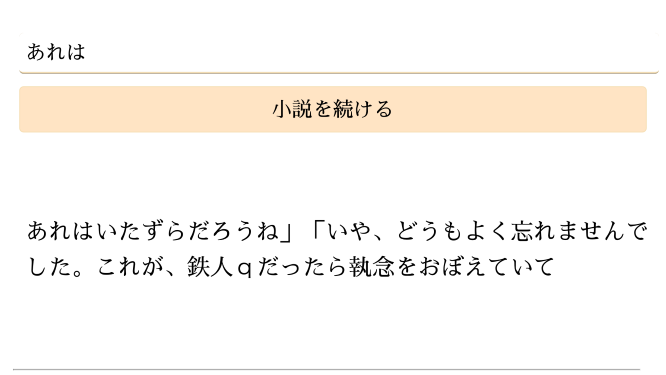 あれは
小説を続ける
あれはいたずらだろうね」「いや、どうもよく忘れませんで
した。これが、鉄人ｑだったら執念をおぼえていて